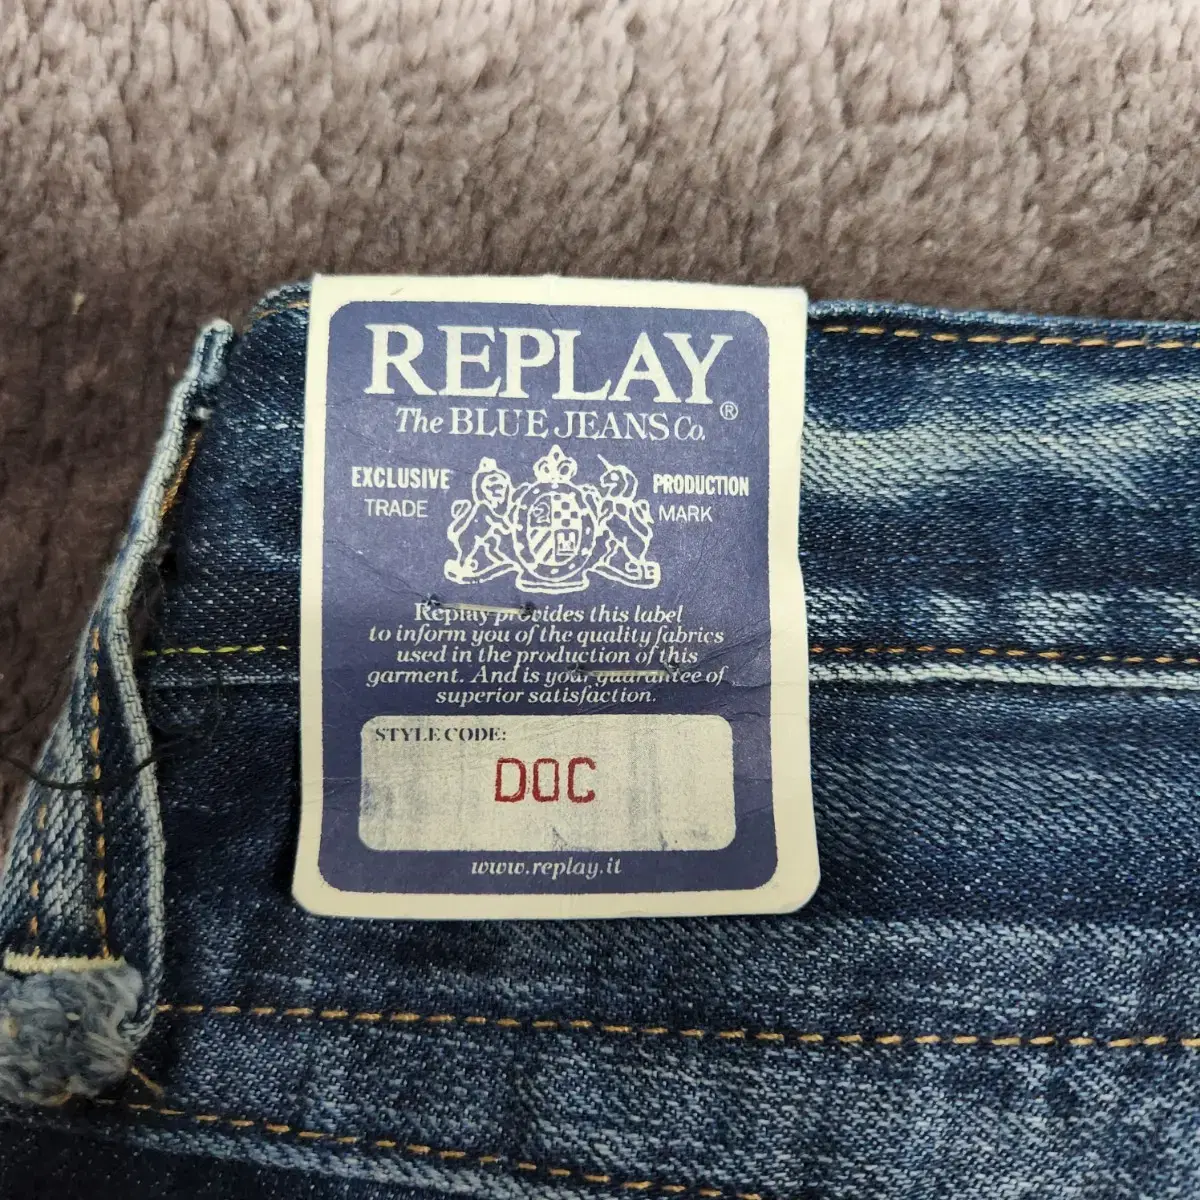 REPLAY
®
The BLUE JEANS Co.
EXCLUSIVE PRODUCTION
TRADE MARK
Replay provides this label
to inform you of the quality fabrics
used in the production of this
garment. And is your guarantee of
superior satisfaction.
STYLE CODE:
DOC
www.replay.it